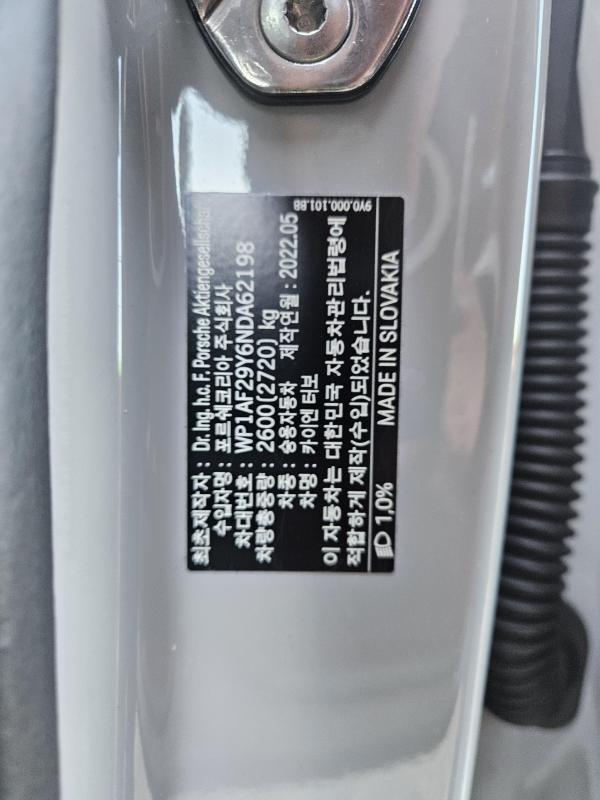 9Y0.000.101.BB
최초제작자 : Dr. Ing. h.c. F. Porsche Aktiengesellschaft
수입자명 : 포르쉐코리아 주식회사
차대번호 : WP1AF29Y6NDA62198
차량총중량 : 2600(2720) kg
차종 : 승용자동차 제작연월 : 2022.05
차명 : 카이엔 터보
이 자동차는 대한민국 자동차관리법령에
적합하게 제작(수입)되었습니다.
1,0% MADE IN SLOVAKIA